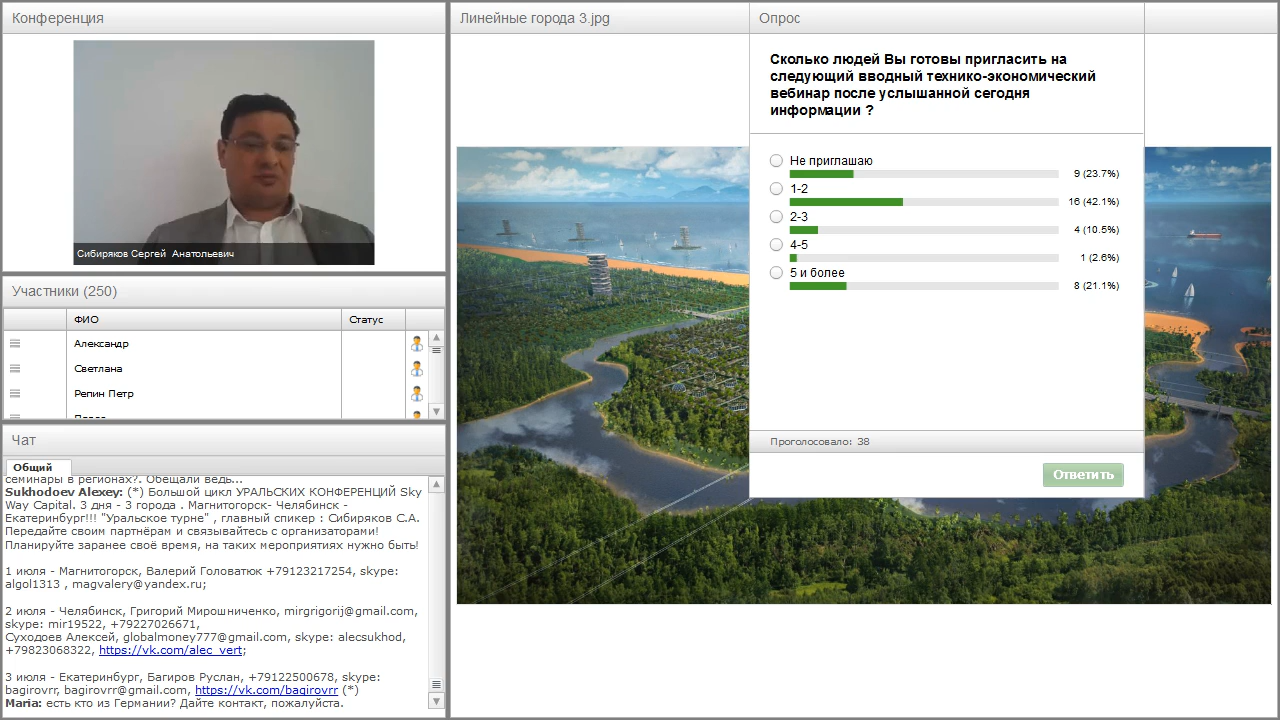 Конференция
Сибиряков Сергей Анатольевич
Участники (250)
ФИО
Статус
Александр
Светлана
Репин Петр
Чат
Общий
семинары в регионах?. Обещали ведь...
Sukhodoev Alexey: (*) Большой цикл УРАЛЬСКИХ КОНФЕРЕНЦИЙ Sky
Way Capital. 3 дня - 3 города . Магнитогорск- Челябинск -
Екатеринбург!!! "Уральское турне" , главный спикер : Сибиряков С.А.
Передайте своим партнёрам и связывайтесь с организаторами!
Планируйте заранее своё время, на таких мероприятиях нужно быть!
1 июля - Магнитогорск, Валерий Головатюк +79123217254, skype:
algol1313 , magvalery@yandex.ru;
2 июля - Челябинск, Григорий Мирошниченко, mirgrigorij@gmail.com,
skype: mir19522, +79227026671,
Суходоев Алексей, globalmoney777@gmail.com, skype: alecsukhod,
+79823068322, https://vk.com/alec_vert;
3 июля - Екатеринбург, Багиров Руслан, +79122500678, skype:
bagirovrr, bagirovrr@gmail.com, https://vk.com/bagirovrr (*)
Maria: есть кто из Германии? Дайте контакт, пожалуйста.
Линейные города 3.jpg
Опрос
Сколько людей Вы готовы пригласить на
следующий вводный технико-экономический
вебинар после услышанной сегодня
информации ?
Не приглашаю
9 (23.7%)
1-2
16 (42.1%)
2-3
4 (10.5%)
4-5
1 (2.6%)
5 и более
8 (21.1%)
Проголосовало: 38
Ответить